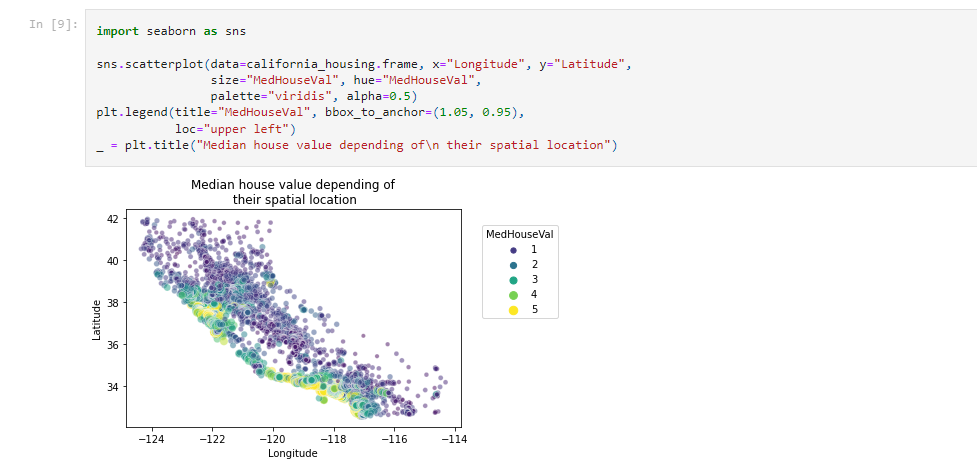 In [9]:
import seaborn as sns
sns.scatterplot(data=california_housing.frame, x="Longitude", y="Latitude",
size="MedHouseVal", hue="MedHouseVal",
palette="viridis", alpha=0.5)
plt.legend(title="MedHouseVal", bbox_to_anchor=(1.05, 0.95),
loc="upper left")
_ = plt.title("Median house value depending of\n their spatial location")
Median house value depending of
their spatial location
42
40
38
36
34
Latitude
−124 −122 −120 −118 −116 −114
Longitude
MedHouseVal
1
2
3
4
5